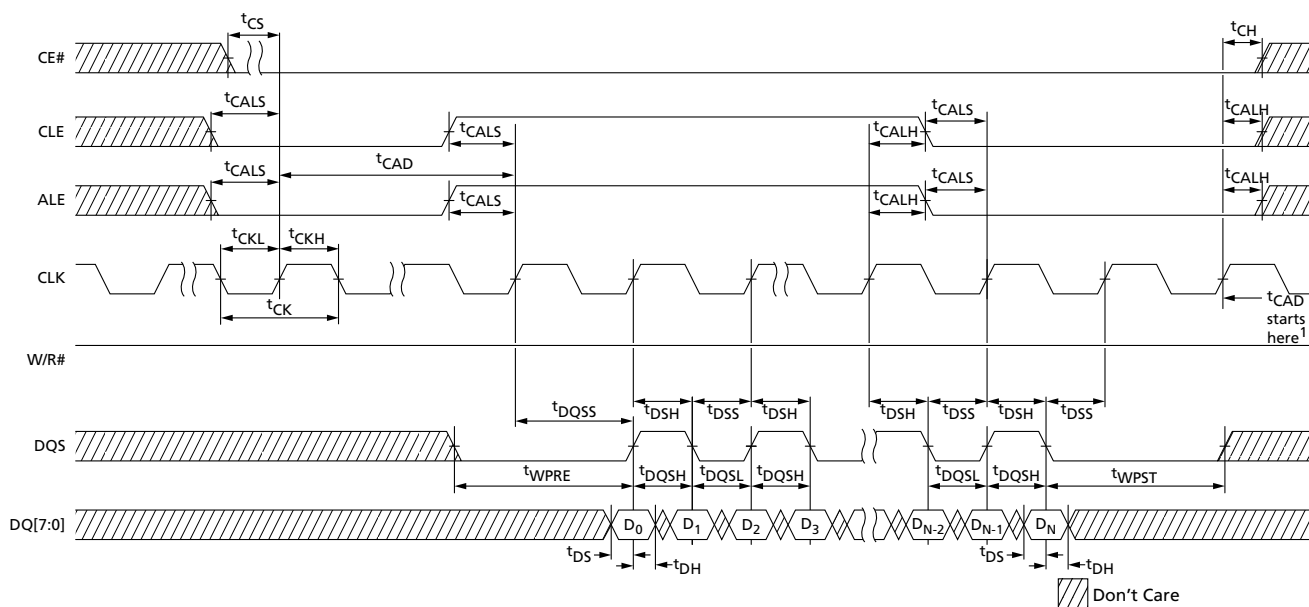 tCS
tCH
CE#
tCALS
tCALS
tCALH
CLE
tCALS
tCALH
tCALS
tCAD
tCALS
tCALH
ALE
tCALS
tCALH
tCKL
tCKH
CLK
tCK
tCAD
starts
here1
W/R#
tDQSS
tDSH
tDSS
tDSH
tDSH
tDSS
tDSH
tDSS
DQS
tWPRE
tDQSH
tDQSL
tDQSH
tDQSL
tDQSH
tWPST
DQ[7:0]
D0
D1
D2
D3
DN-2
DN-1
DN
tDS
tDH
tDS
tDH
Don't Care